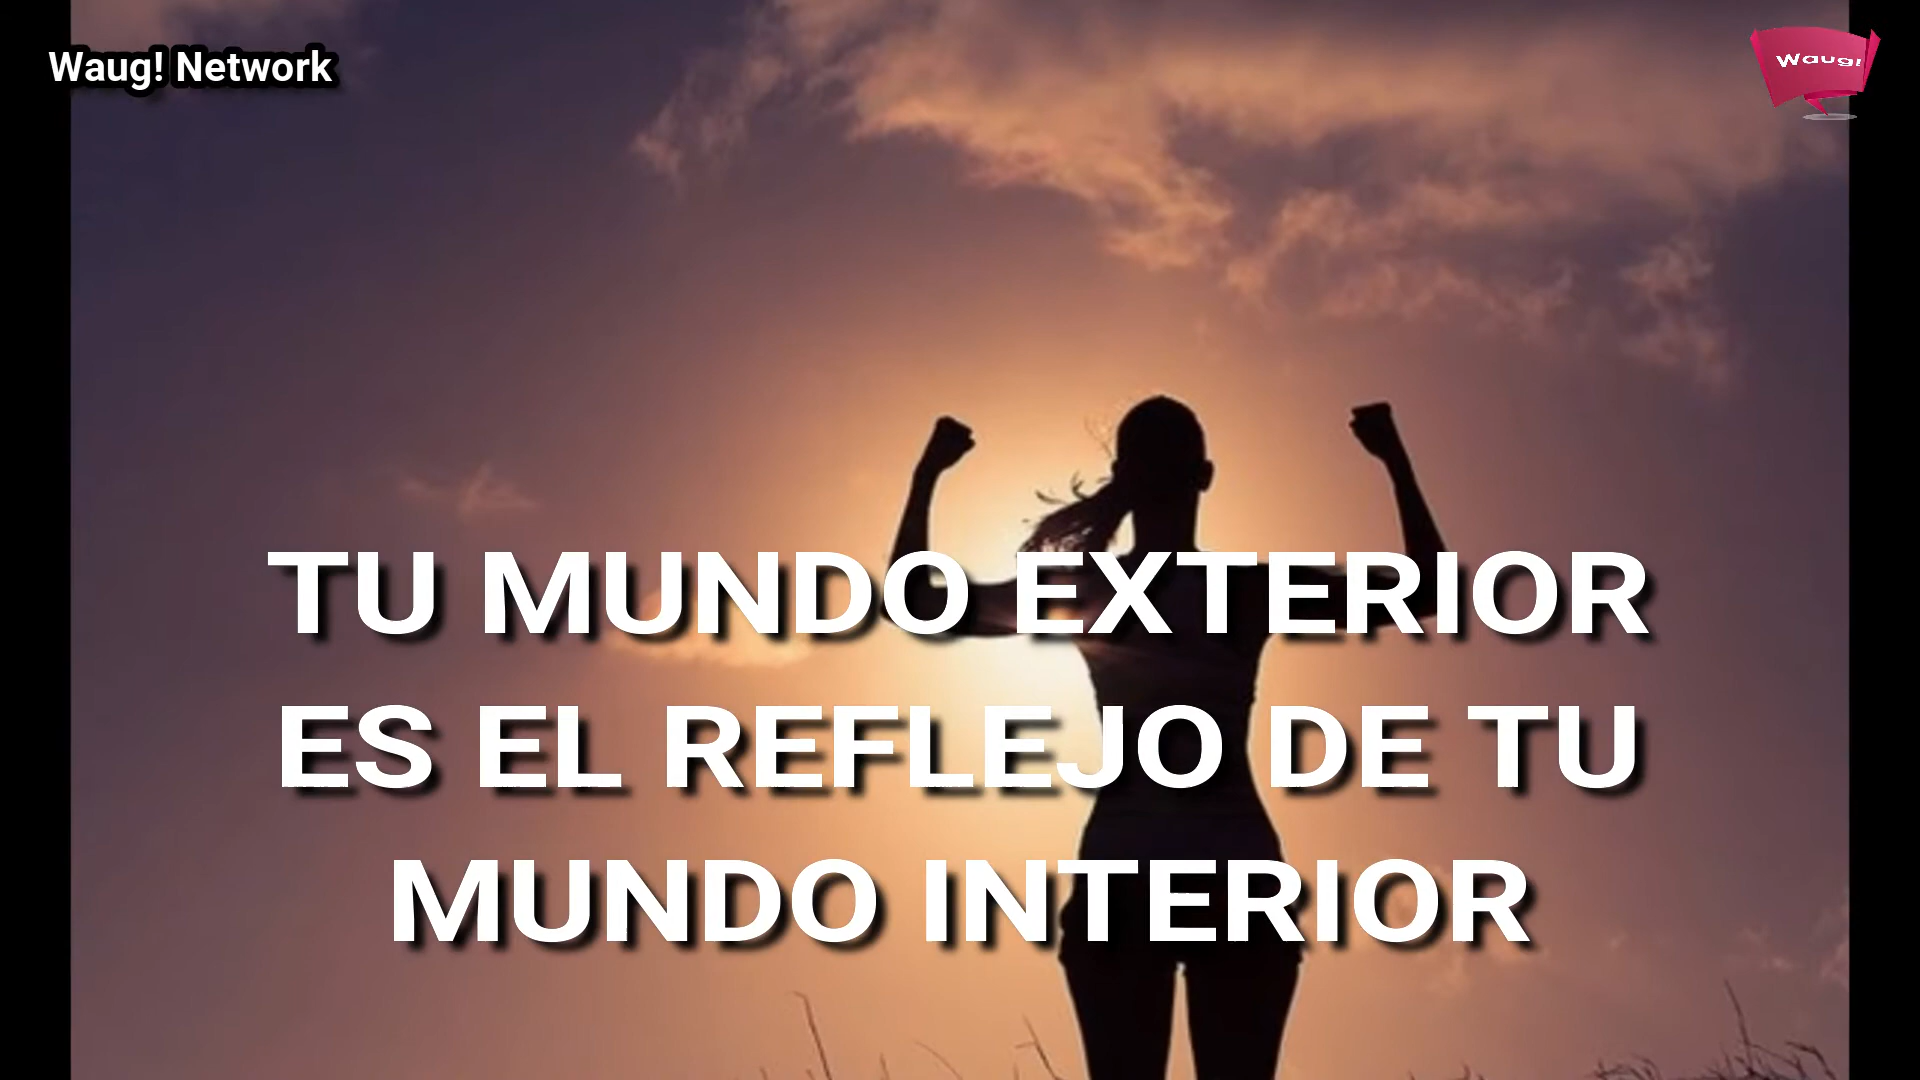 Waug! Network
Waug!
TU MUNDO EXTERIOR
ES EL REFLEJO DE TU
MUNDO INTERIOR